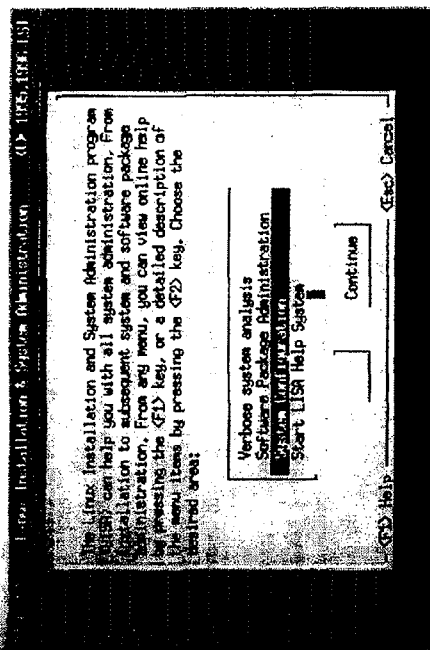 Linux Installation & System Administration (C) 1995,1996 LST
The Linux Installation and System Administration program
(LISA) can help you with all system administration, from
installation to subsequent system and software package
administration. From any menu, you can view online help
by pressing the <F1> key, or a detailed description of
the menu items by pressing the <F2> key. Choose the
desired area:
Verbose system analysis
Software Package Administration
System Configuration
Start LISA Help System
Continue
Help
<Esc> Cancel